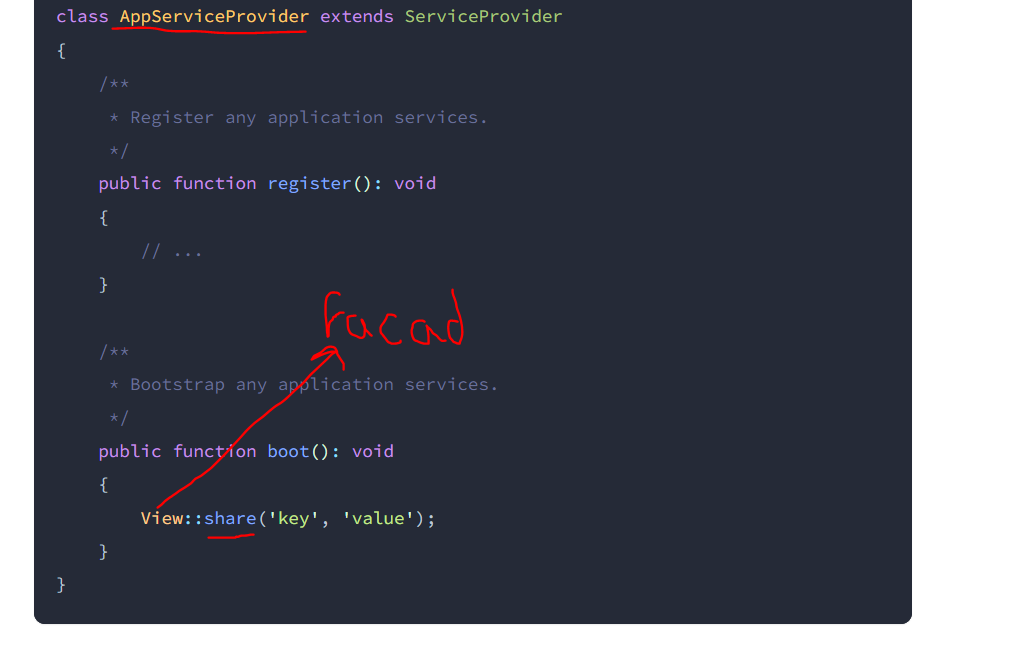 class AppServiceProvider extends ServiceProvider
{
    /**
     * Register any application services.
     */
    public function register(): void
    {
        // ...
    }
Facad
    /**
     * Bootstrap any application services.
     */
    public function boot(): void
    {
        View::share('key', 'value');
    }
}